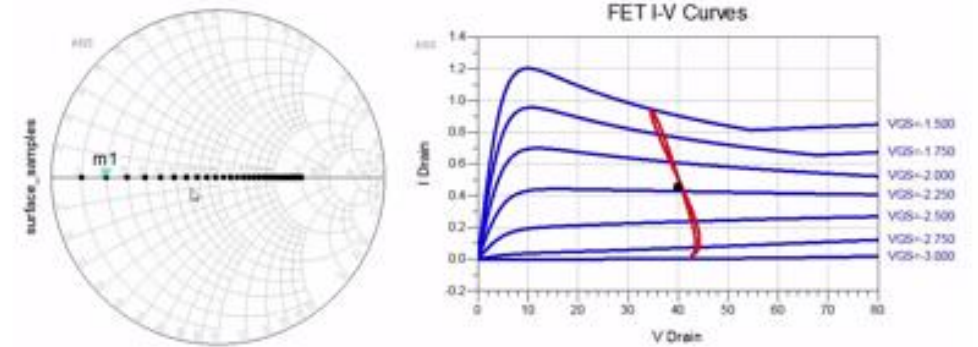 FET I-V Curves
ADS
ADS
surface_samples
m1
I Drain
1.4
1.2
1.0
0.8
0.6
0.4
0.2
0.0
-0.2
VGS=-1.500
VGS=-1.750
VGS=-2.000
VGS=-2.250
VGS=-2.500
VGS=-2.750
VGS=-3.000
0
10
20
30
40
50
60
70
80
V Drain